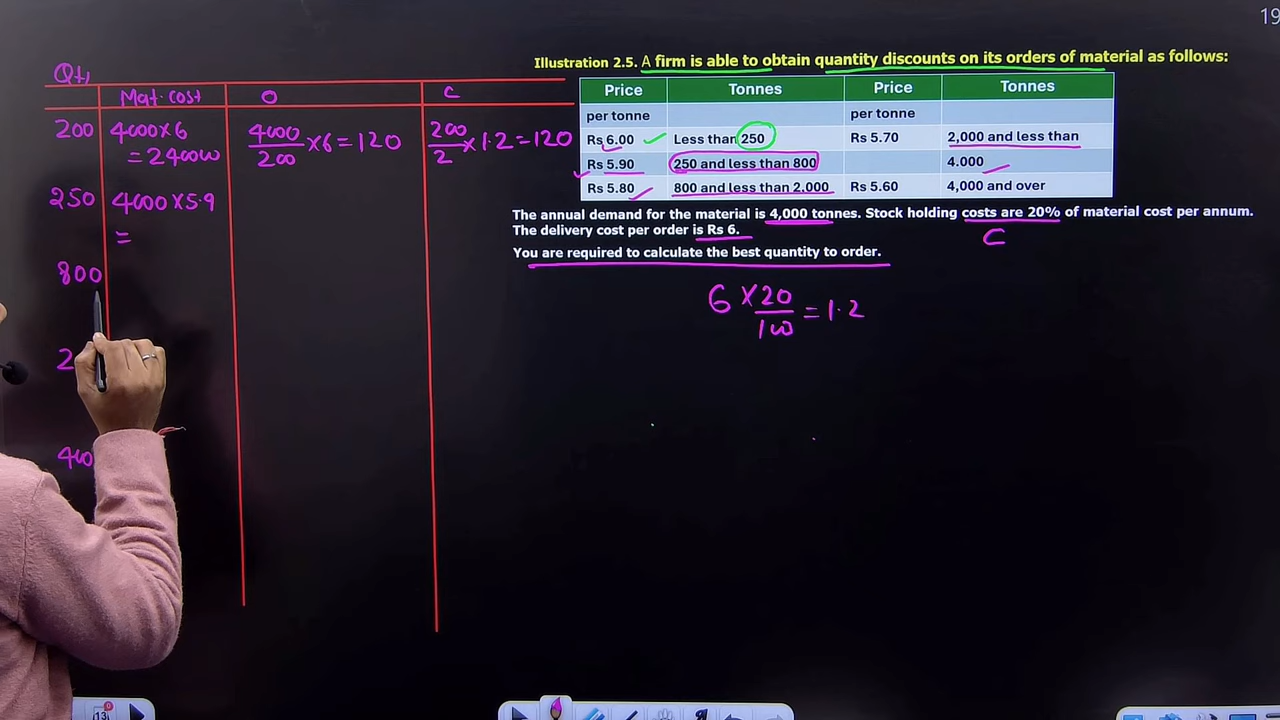 19
Illustration 2.5. A firm is able to obtain quantity discounts on its orders of material as follows:
Price Tonnes Price Tonnes
per tonne per tonne
Rs 6.00 Less than 250 Rs 5.70 2,000 and less than
Rs 5.90 250 and less than 800 4.000
Rs 5.80 800 and less than 2,000 Rs 5.60 4,000 and over
The annual demand for the material is 4,000 tonnes. Stock holding costs are 20% of material cost per annum.
The delivery cost per order is Rs 6.
C
You are required to calculate the best quantity to order.
6 × 20/100 = 1.2
Qt,
Mat. cost O C
200 4000×6 4000/200 ×6 = 120 200/2 × 1.2 = 120
= 24000
250 4000×5.9
=
800
2
400
13